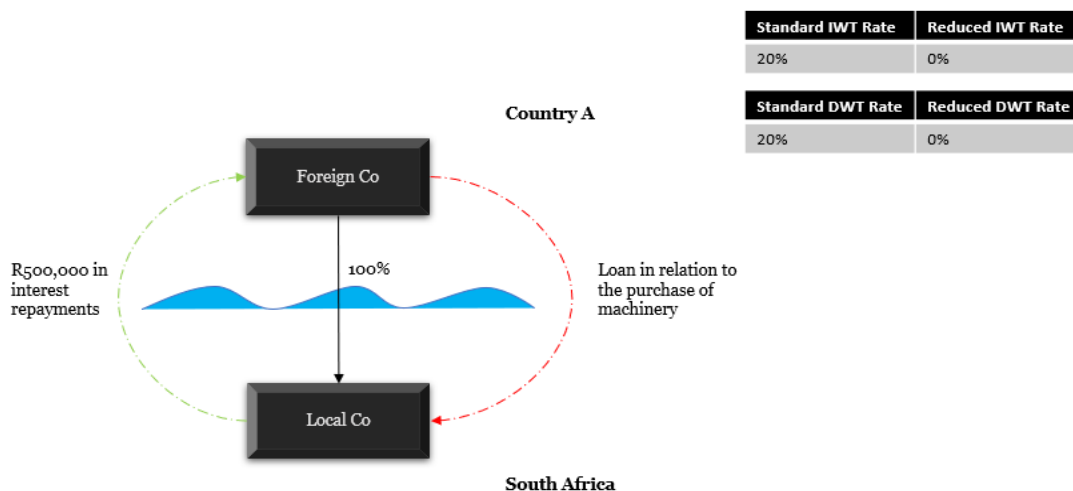 Standard IWT Rate Reduced IWT Rate
20% 0%
Standard DWT Rate Reduced DWT Rate
20% 0%
Country A
Foreign Co
R500,000 in
interest
repayments
100%
Loan in relation to
the purchase of
machinery
Local Co
South Africa